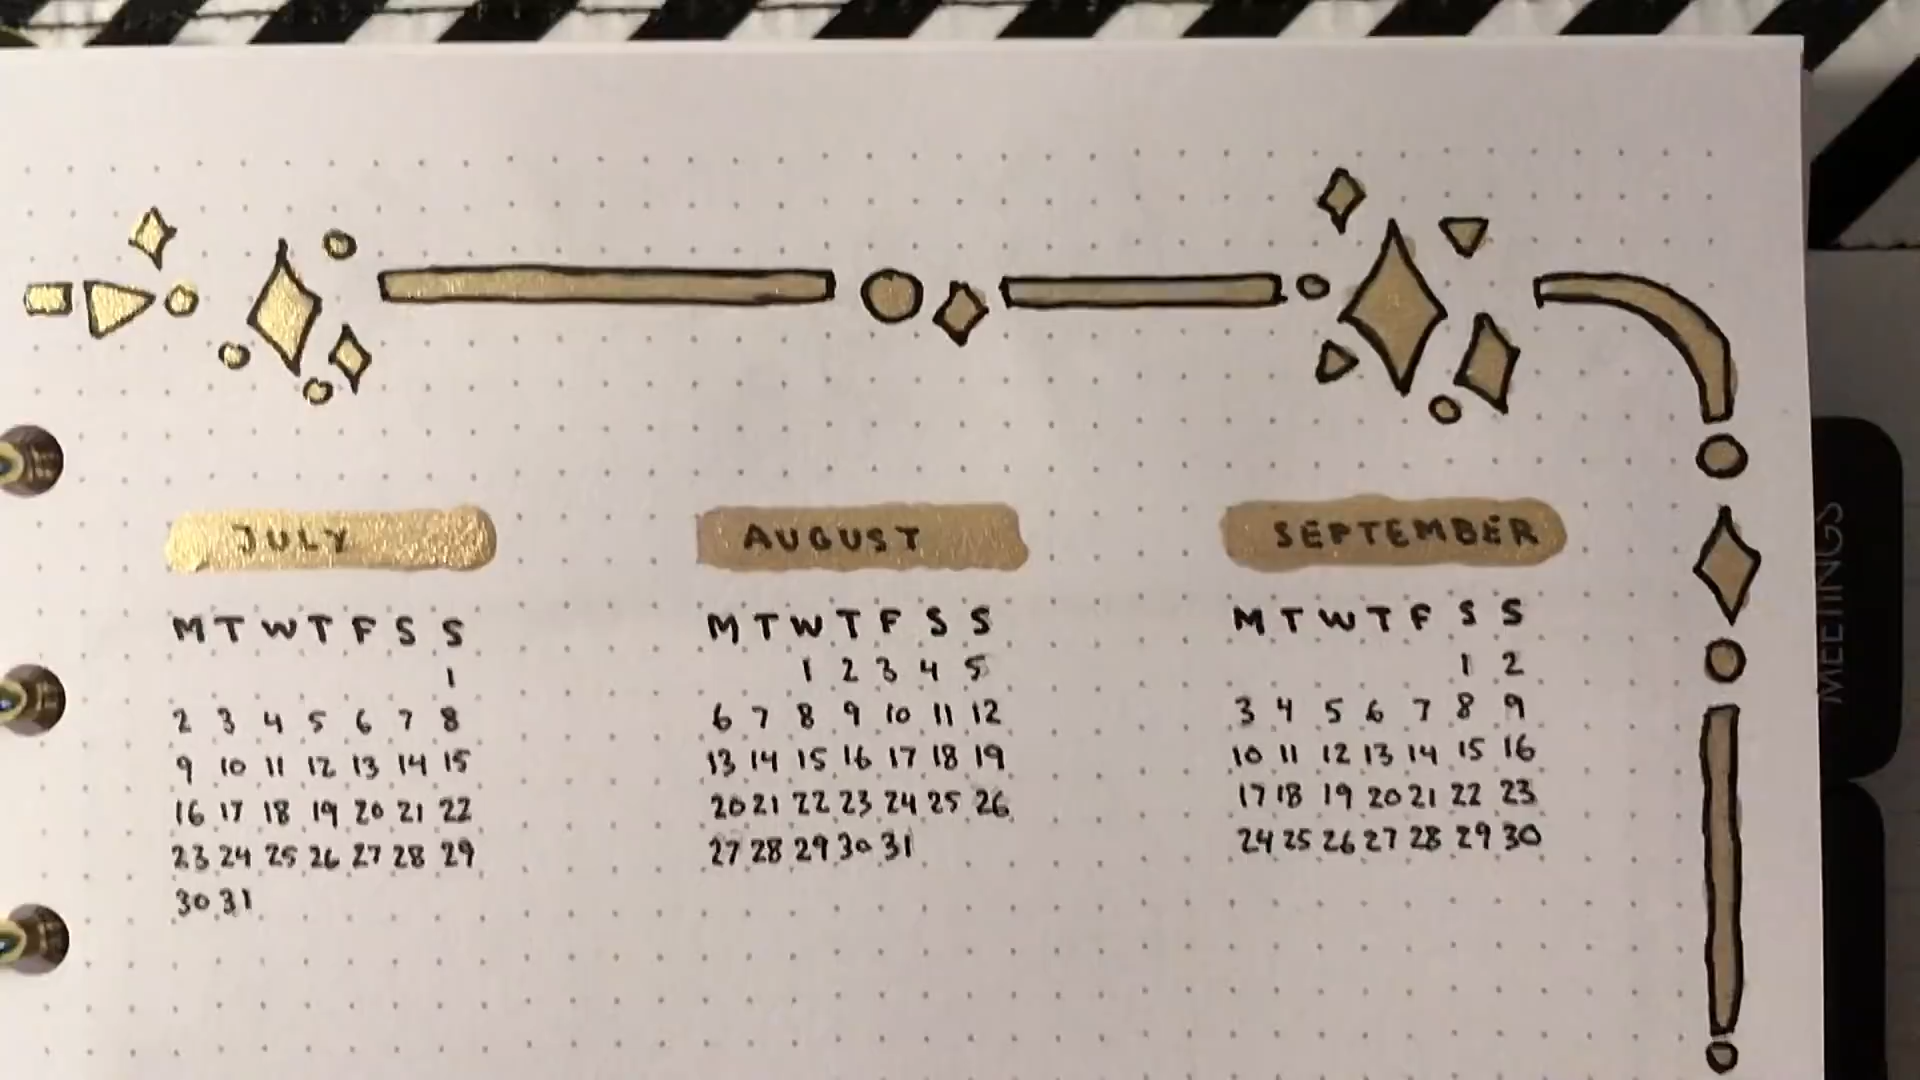 JULY
M T W T F S S
1
2 3 4 5 6 7 8
9 10 11 12 13 14 15
16 17 18 19 20 21 22
23 24 25 26 27 28 29
30 31
AUGUST
M T W T F S S
1 2 3 4 5
6 7 8 9 10 11 12
13 14 15 16 17 18 19
20 21 22 23 24 25 26
27 28 29 30 31
SEPTEMBER
M T W T F S S
1 2
3 4 5 6 7 8 9
10 11 12 13 14 15 16
17 18 19 20 21 22 23
24 25 26 27 28 29 30
MEETINGS